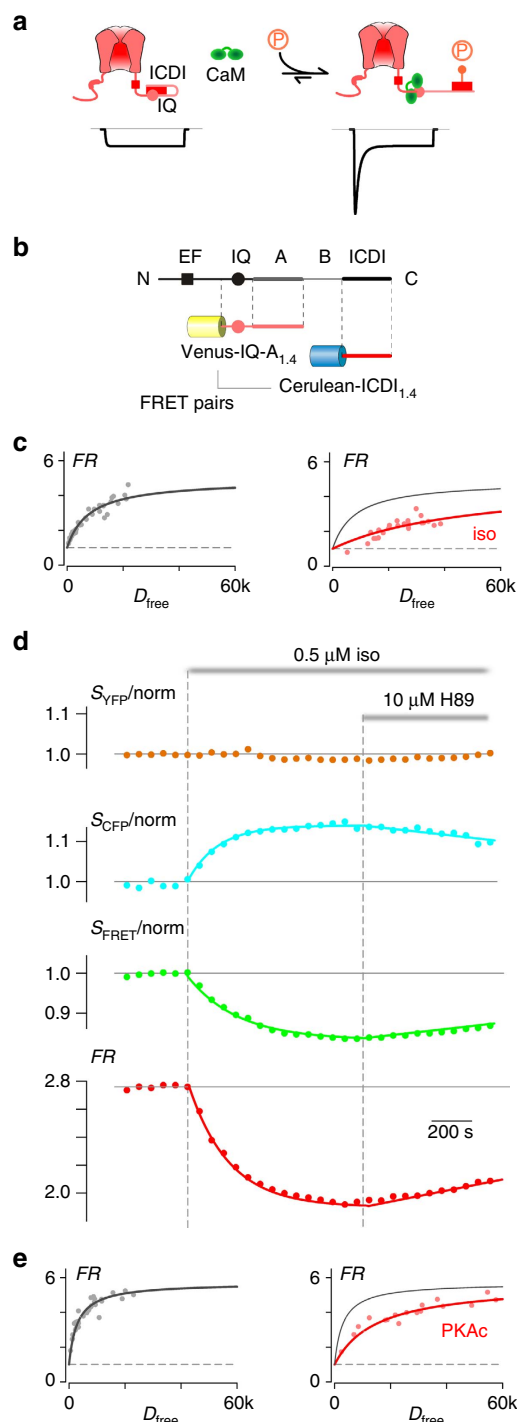 a
P
P
ICDI
CaM
IQ
b
EF IQ A B ICDI
N C
Venus-IQ-A1.4
Cerulean-ICDI1.4
FRET pairs
c
6 FR
0
0 60k
Dfree
6 FR
iso
0
0 60k
Dfree
d
0.5 μM iso
10 μM H89
SYFP/norm
1.1
1.0
SCFP/norm
1.1
1.0
SFRET/norm
1.0
0.9
FR
2.8
200 s
2.0
e
6 FR
0
0 60k
Dfree
6 FR
PKAc
0
0 60k
Dfree